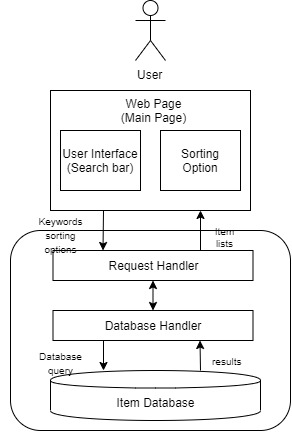 User
Web Page
(Main Page)
User Interface
(Search bar)
Sorting
Option
Keywords
sorting
options
Item
lists
Request Handler
Database Handler
Database
query
results
Item Database